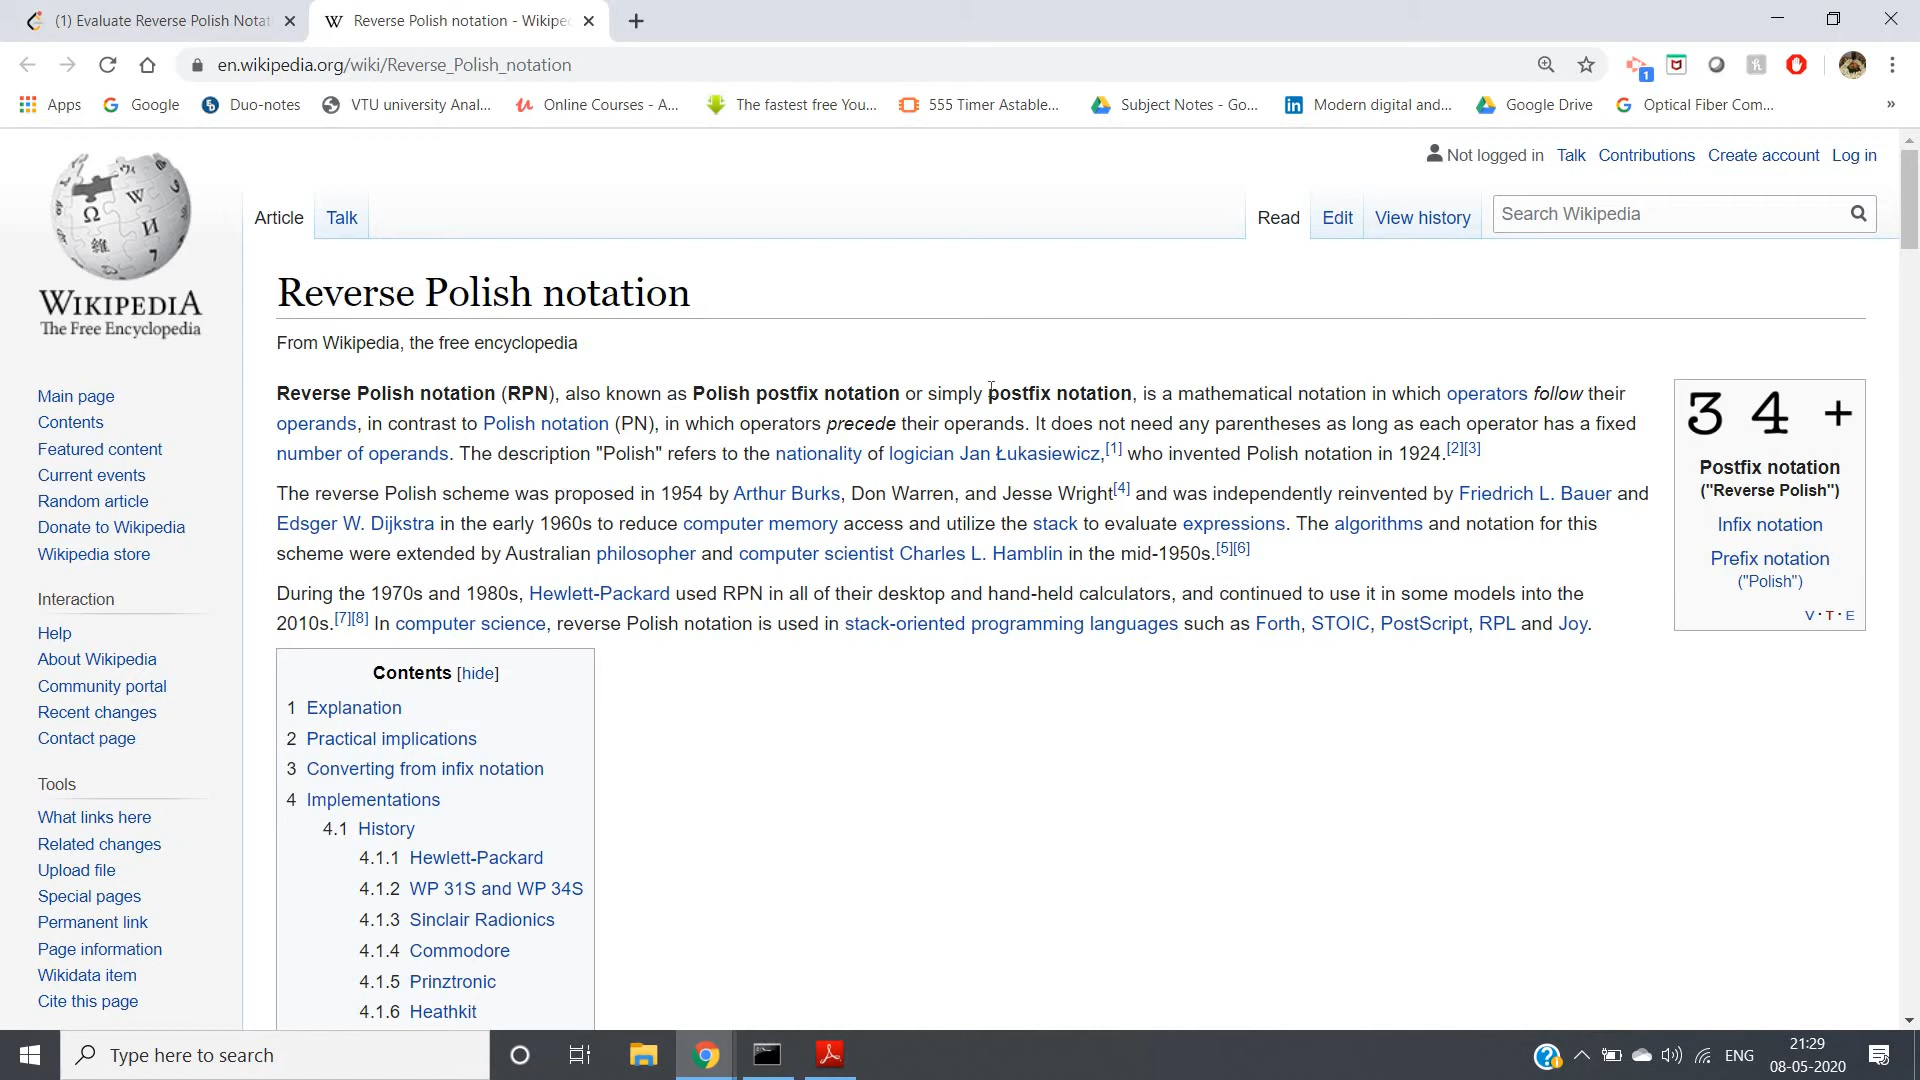 (1) Evaluate Reverse Polish Notat
Reverse Polish notation - Wikiped
en.wikipedia.org/wiki/Reverse_Polish_notation
1
Apps
Google
Duo-notes
VTU university Anal...
Online Courses - A...
The fastest free You...
555 Timer Astable...
Subject Notes - Go...
Modern digital and...
Google Drive
Optical Fiber Com...
»
Not logged in Talk Contributions Create account Log in
Article Talk
Read Edit View history
Search Wikipedia
WIKIPEDIA
The Free Encyclopedia
Main page
Contents
Featured content
Current events
Random article
Donate to Wikipedia
Wikipedia store
Interaction
Help
About Wikipedia
Community portal
Recent changes
Contact page
Tools
What links here
Related changes
Upload file
Special pages
Permanent link
Page information
Wikidata item
Cite this page
Reverse Polish notation
From Wikipedia, the free encyclopedia
Reverse Polish notation (RPN), also known as Polish postfix notation or simply postfix notation, is a mathematical notation in which operators follow their
operands, in contrast to Polish notation (PN), in which operators precede their operands. It does not need any parentheses as long as each operator has a fixed
number of operands. The description "Polish" refers to the nationality of logician Jan Łukasiewicz,[1] who invented Polish notation in 1924.[2][3]
The reverse Polish scheme was proposed in 1954 by Arthur Burks, Don Warren, and Jesse Wright[4] and was independently reinvented by Friedrich L. Bauer and
Edsger W. Dijkstra in the early 1960s to reduce computer memory access and utilize the stack to evaluate expressions. The algorithms and notation for this
scheme were extended by Australian philosopher and computer scientist Charles L. Hamblin in the mid-1950s.[5][6]
During the 1970s and 1980s, Hewlett-Packard used RPN in all of their desktop and hand-held calculators, and continued to use it in some models into the
2010s.[7][8] In computer science, reverse Polish notation is used in stack-oriented programming languages such as Forth, STOIC, PostScript, RPL and Joy.
3 4 +
Postfix notation
("Reverse Polish")
Infix notation
Prefix notation
("Polish")
V · T · E
Contents [hide]
1 Explanation
2 Practical implications
3 Converting from infix notation
4 Implementations
4.1 History
4.1.1 Hewlett-Packard
4.1.2 WP 31S and WP 34S
4.1.3 Sinclair Radionics
4.1.4 Commodore
4.1.5 Prinztronic
4.1.6 Heathkit
Type here to search
ENG
21:29
08-05-2020